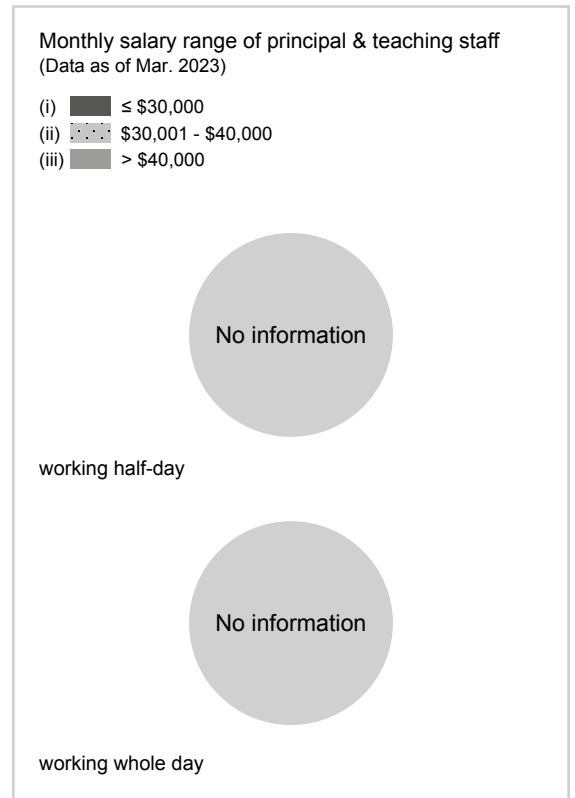 Monthly salary range of principal & teaching staff
(Data as of Mar. 2023)
(i) ≤ $30,000
(ii) $30,001 - $40,000
(iii) > $40,000
No information
working half-day
No information
working whole day